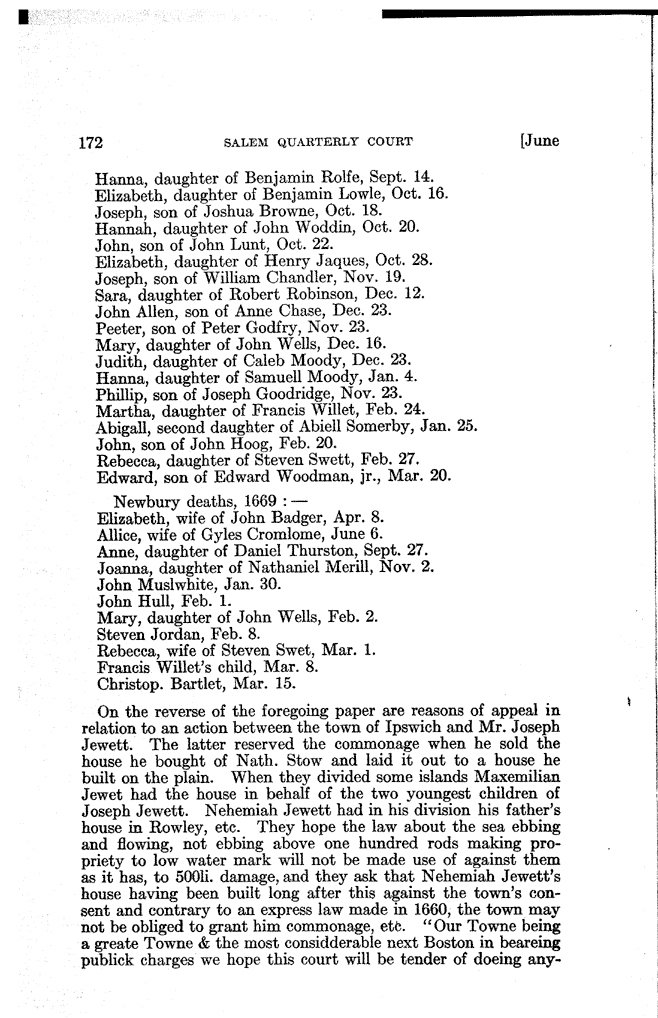 172 SALEM QUARTERLY COURT [June
Hanna, daughter of Benjamin Rolfe, Sept. 14.
Elizabeth, daughter of Benjamin Lowle, Oct. 16.
Joseph, son of Joshua Browne, Oct. 18.
Hannah, daughter of John Woddin, Oct. 20.
John, son of John Lunt, Oct. 22.
Elizabeth, daughter of Henry Jaques, Oct. 28.
Joseph, son of William Chandler, Nov. 19.
Sara, daughter of Robert Robinson, Dec. 12.
John Allen, son of Anne Chase, Dec. 23.
Peeter, son of Peter Godfry, Nov. 23.
Mary, daughter of John Wells, Dec. 16.
Judith, daughter of Caleb Moody, Dec. 23.
Hanna, daughter of Samuell Moody, Jan. 4.
Phillip, son of Joseph Goodridge, Nov. 23.
Martha, daughter of Francis Willet, Feb. 24.
Abigall, second daughter of Abiell Somerby, Jan. 25.
John, son of John Hoog, Feb. 20.
Rebecca, daughter of Steven Swett, Feb. 27.
Edward, son of Edward Woodman, jr., Mar. 20.
Newbury deaths, 1669 : —
Elizabeth, wife of John Badger, Apr. 8.
Allice, wife of Gyles Cromlome, June 6.
Anne, daughter of Daniel Thurston, Sept. 27.
Joanna, daughter of Nathaniel Merill, Nov. 2.
John Muslwhite, Jan. 30.
John Hull, Feb. 1.
Mary, daughter of John Wells, Feb. 2.
Steven Jordan, Feb. 8.
Rebecca, wife of Steven Swet, Mar. 1.
Francis Willet's child, Mar. 8.
Christop. Bartlet, Mar. 15.
On the reverse of the foregoing paper are reasons of appeal in
relation to an action between the town of Ipswich and Mr. Joseph
Jewett. The latter reserved the commonage when he sold the
house he bought of Nath. Stow and laid it out to a house he
built on the plain. When they divided some islands Maxemilian
Jewet had the house in behalf of the two youngest children of
Joseph Jewett. Nehemiah Jewett had in his division his father's
house in Rowley, etc. They hope the law about the sea ebbing
and flowing, not ebbing above one hundred rods making pro-
priety to low water mark will not be made use of against them
as it has, to 500li. damage, and they ask that Nehemiah Jewett's
house having been built long after this against the town's con-
sent and contrary to an express law made in 1660, the town may
not be obliged to grant him commonage, etc. "Our Towne being
a greate Towne & the most considderable next Boston in beareing
publick charges we hope this court will be tender of doeing any-